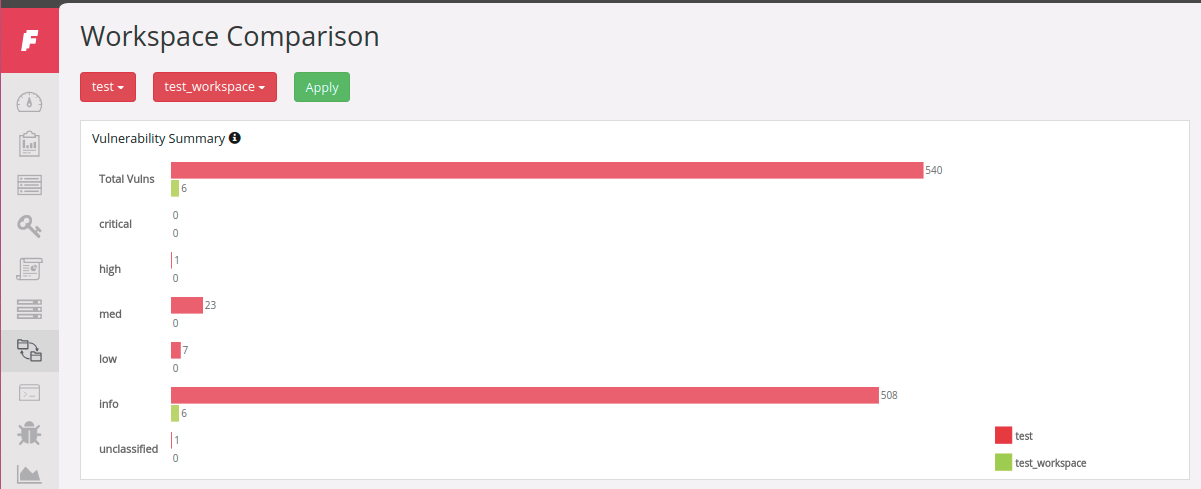 Workspace Comparison
test
test_workspace
Apply
Vulnerability Summary
Total Vulns
540
6
critical
0
0
high
1
0
med
23
0
low
7
0
info
508
6
unclassified
1
0
test
test_workspace